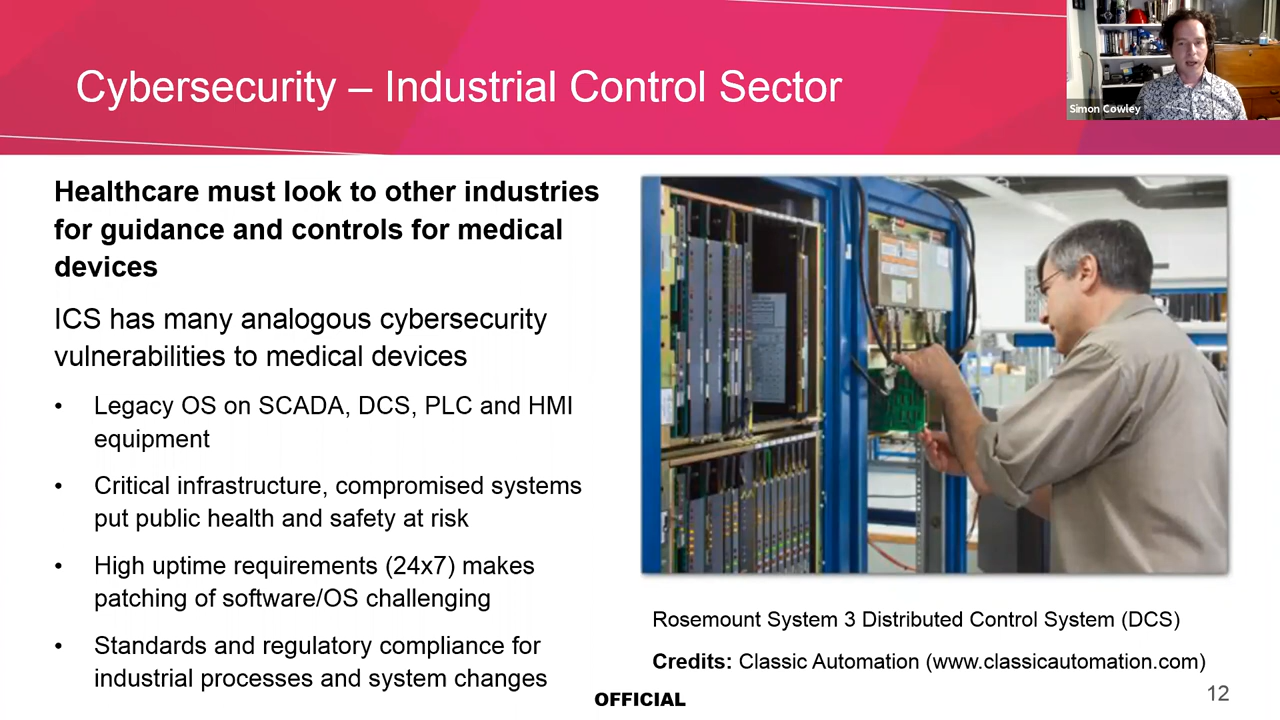 Cybersecurity – Industrial Control Sector
Simon Cowley
Healthcare must look to other industries
for guidance and controls for medical
devices
ICS has many analogous cybersecurity
vulnerabilities to medical devices
• Legacy OS on SCADA, DCS, PLC and HMI
equipment
• Critical infrastructure, compromised systems
put public health and safety at risk
• High uptime requirements (24x7) makes
patching of software/OS challenging
• Standards and regulatory compliance for
industrial processes and system changes
Rosemount System 3 Distributed Control System (DCS)
Credits: Classic Automation (www.classicautomation.com)
OFFICIAL
12